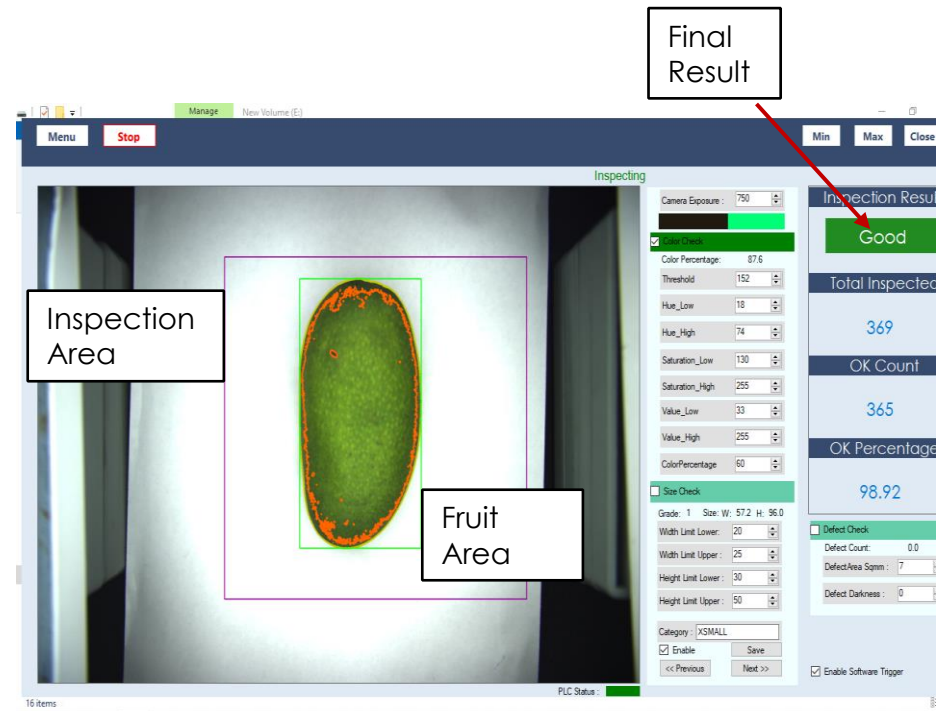 Final
Result
Manage New Volume (E:)
Menu Stop Min Max Close
Inspecting
Inspection
Area
Fruit
Area
Camera Exposure : 750
Color Check
Color Percentage: 87.6
Threshold 152
Hue_Low 18
Hue_High 74
Saturation_Low 130
Saturation_High 255
Value_Low 33
Value_High 255
ColorPercentage 60
Size Check
Grade: 1 Size: W: 57.2 H: 96.0
Width Limit Lower: 20
Width Limit Upper : 25
Height Limit Lower : 30
Height Limit Upper : 50
Category : XSMALL
Enable Save
<< Previous Next >>
Inspection Resul
Good
Total Inspected
369
OK Count
365
OK Percentage
98.92
Defect Check
Defect Count: 0.0
DefectArea Sqmm : 7
Defect Darkness : 0
Enable Software Trigger
PLC Status :
16 items